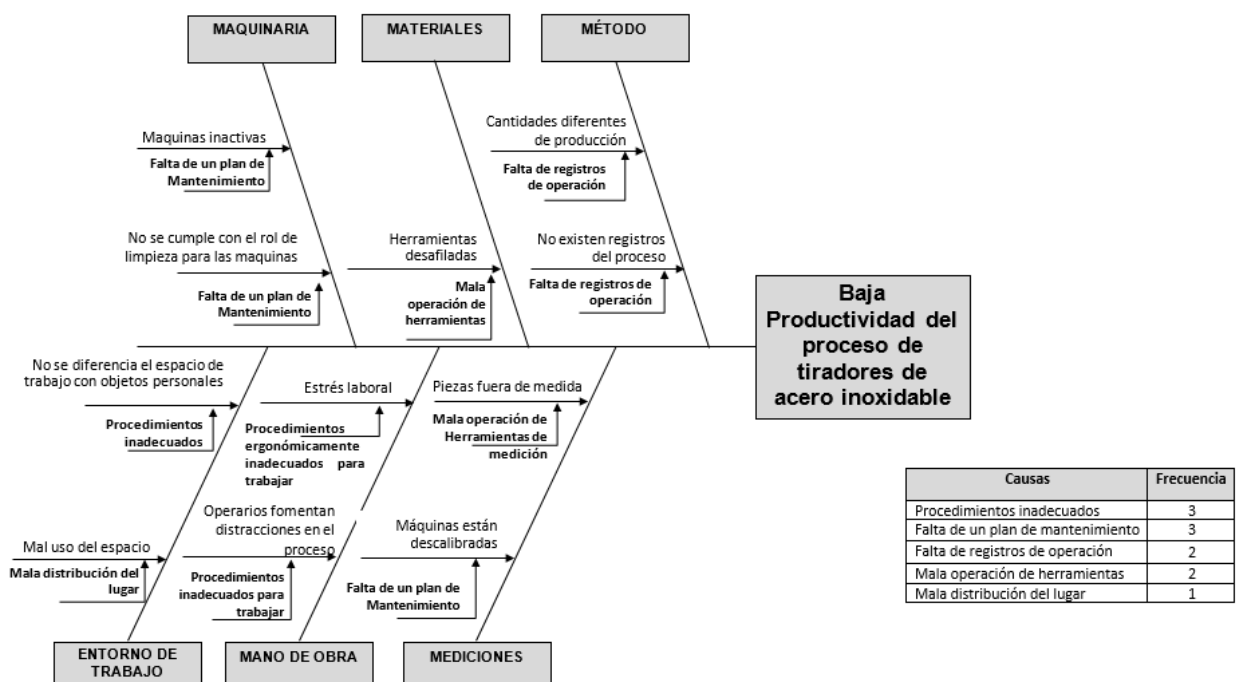 MAQUINARIA
MATERIALES
MÉTODO
Maquinas inactivas
Falta de un plan de
Mantenimiento
No se cumple con el rol de
limpieza para las maquinas
Falta de un plan de
Mantenimiento
Herramientas
desafiladas
Mala
operación de
herramientas
Cantidades diferentes
de producción
Falta de registros
de operación
No existen registros
del proceso
Falta de registros de
operación
Baja
Productividad del
proceso de
tiradores de
acero inoxidable
No se diferencia el espacio de
trabajo con objetos personales
Procedimientos
inadecuados
Mal uso del espacio
Mala distribución del
lugar
Estrés laboral
Procedimientos
ergonómicamente
inadecuados para
trabajar
Operarios fomentan
distracciones en el
proceso
Procedimientos
inadecuados para
trabajar
Piezas fuera de medida
Mala operación de
Herramientas de
medición
Máquinas están
descalibradas
Falta de un plan de
Mantenimiento
ENTORNO DE
TRABAJO
MANO DE OBRA
MEDICIONES
Causas Frecuencia
Procedimientos inadecuados 3
Falta de un plan de mantenimiento 3
Falta de registros de operación 2
Mala operación de herramientas 2
Mala distribución del lugar 1